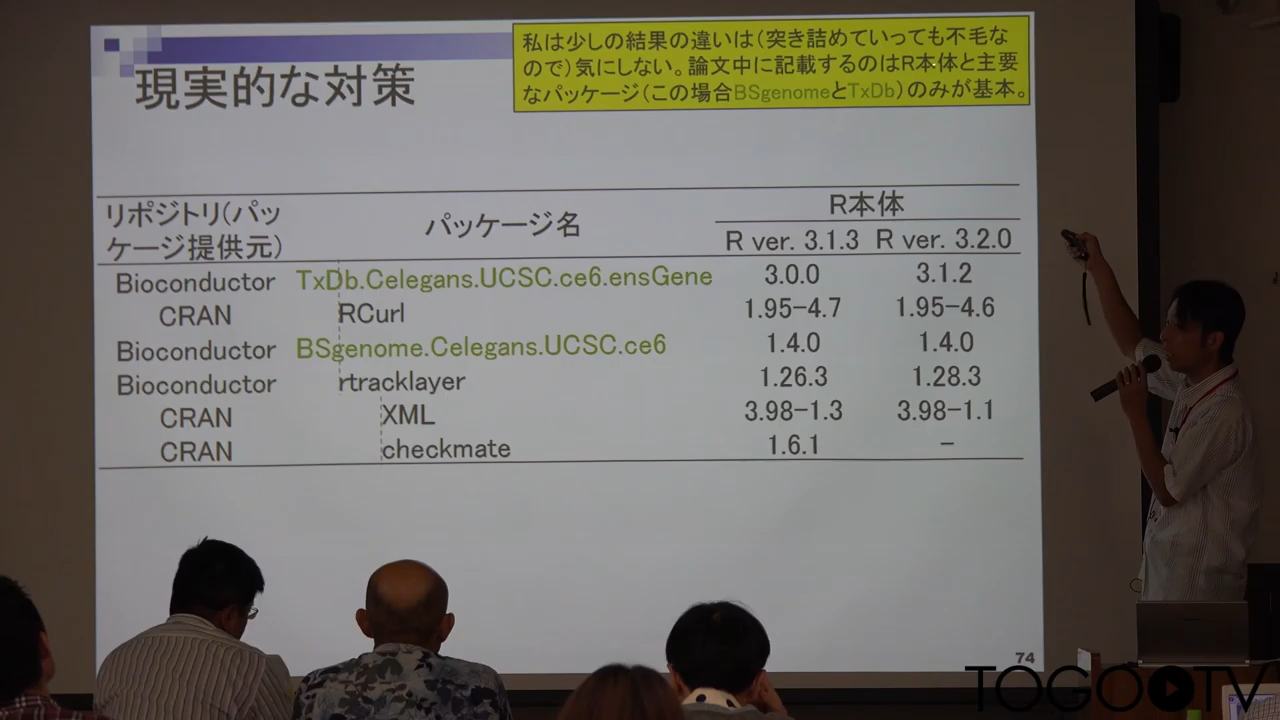 私は少しの結果の違いは(突き詰めていっても不毛な
ので)気にしない。論文中に記載するのはR本体と主要
なパッケージ(この場合BSgenomeとTxDb)のみが基本。
現実的な対策
リポジトリ(パッ
ケージ提供元)
パッケージ名
R本体
R ver. 3.1.3 R ver. 3.2.0
Bioconductor TxDb.Celegans.UCSC.ce6.ensGene 3.0.0 3.1.2
CRAN RCurl 1.95-4.7 1.95-4.6
Bioconductor BSgenome.Celegans.UCSC.ce6 1.4.0 1.4.0
Bioconductor rtracklayer 1.26.3 1.28.3
CRAN XML 3.98-1.3 3.98-1.1
CRAN checkmate 1.6.1 -
74
TOGO TV